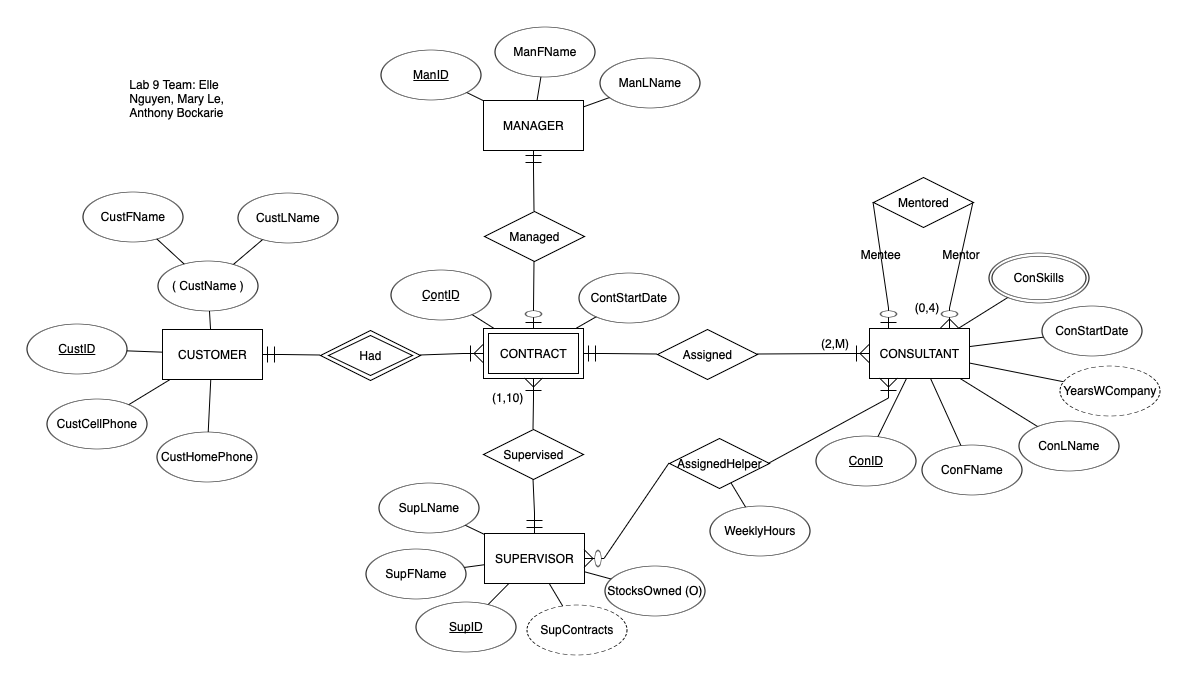 ManFName
ManID
ManLName
Lab 9 Team: Elle
Nguyen, Mary Le,
Anthony Bockarie
MANAGER
Mentored
CustFName
CustLName
Managed
Mentee
Mentor
ConSkills
( CustName )
ContID
ContStartDate
(0,4)
ConStartDate
CustID
CUSTOMER
Had
CONTRACT
Assigned
(2,M)
CONSULTANT
YearsWCompany
(1,10)
CustCellPhone
CustHomePhone
Supervised
AssignedHelper
ConID
ConFName
ConLName
SupLName
WeeklyHours
SUPERVISOR
SupFName
StocksOwned (O)
SupID
SupContracts